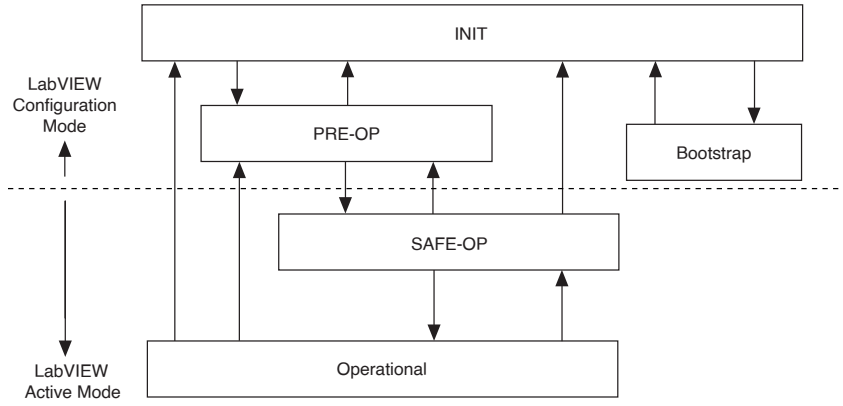 INIT
LabVIEW
Configuration
Mode
PRE-OP
Bootstrap
SAFE-OP
Operational
LabVIEW
Active Mode